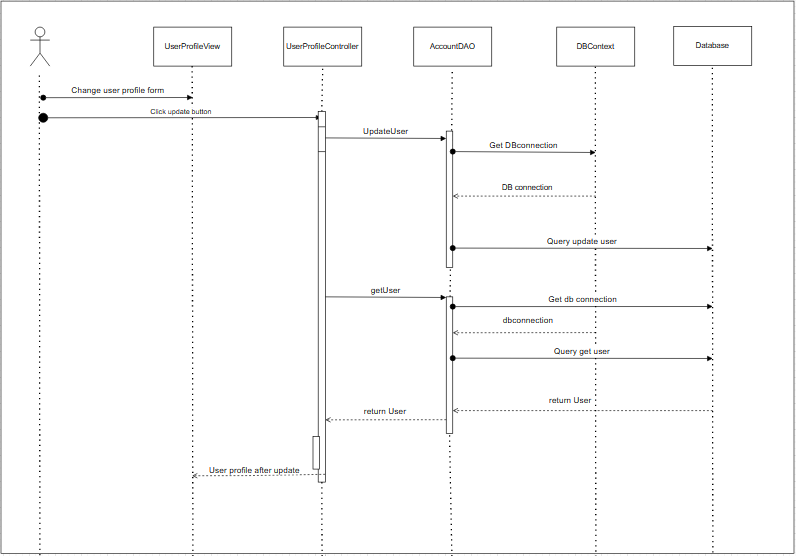 UserProfileView
UserProfileController
AccountDAO
DBContext
Database
Change user profile form
Click update button
UpdateUser
Get DBconnection
DB connection
Query update user
getUser
Get db connection
dbconnection
Query get user
return User
return User
User profile after update